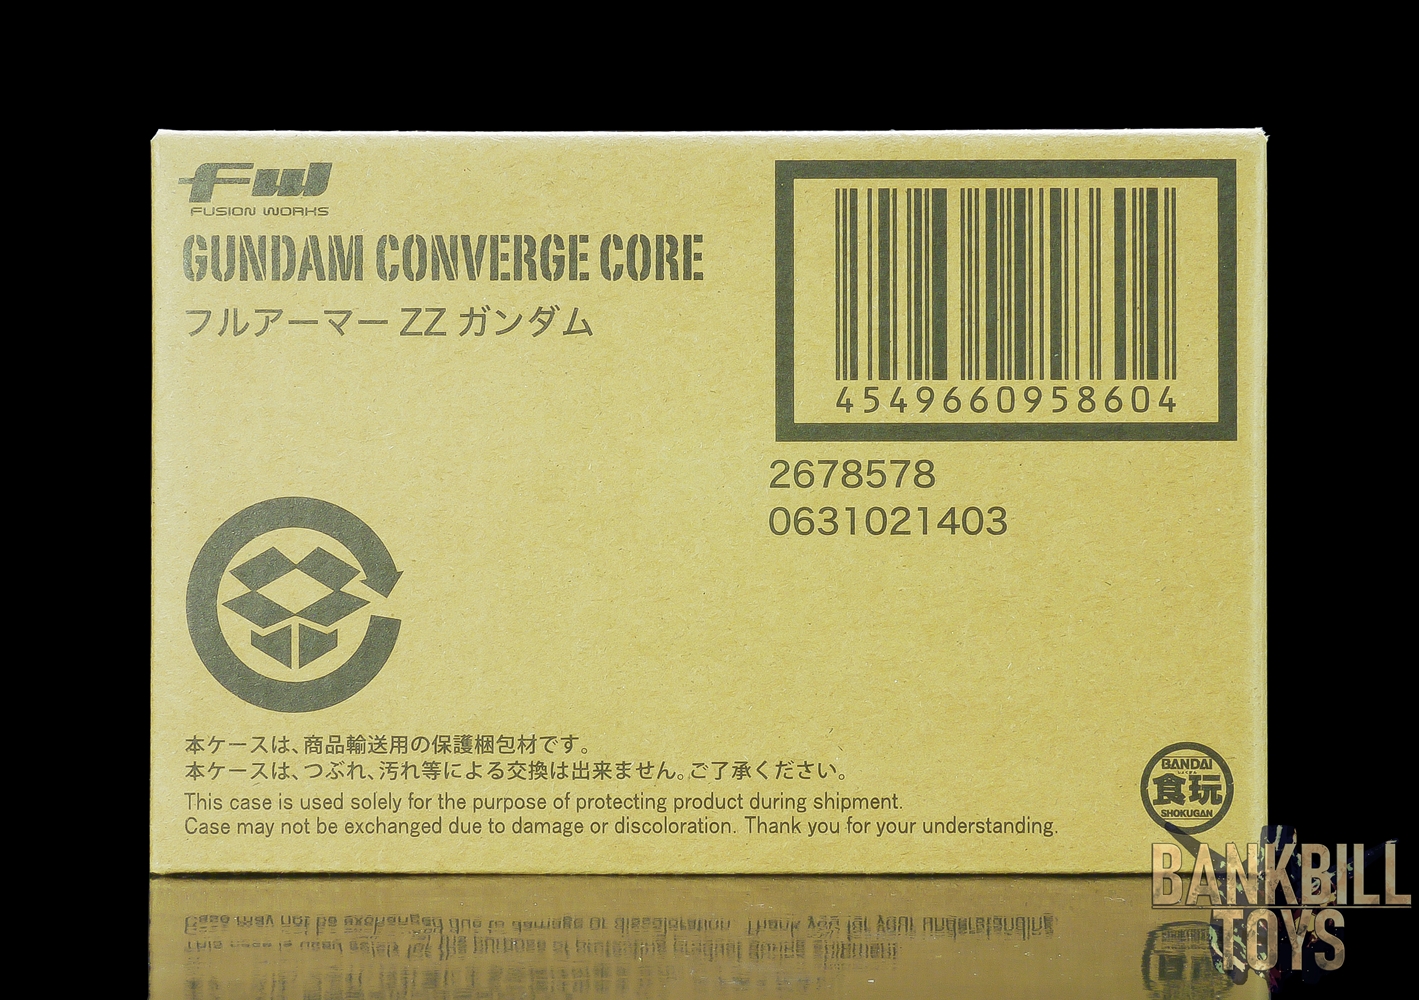 FW
FUSION WORKS
GUNDAM CONVERGE CORE
フルアーマー ZZ ガンダム
4549660958604
2678578
0631021403
本ケースは、商品輸送用の保護梱包材です。
本ケースは、つぶれ、汚れ等による交換は出来ません。ご了承ください。
This case is used solely for the purpose of protecting product during shipment.
Case may not be exchanged due to damage or discoloration. Thank you for your understanding.
BANDAI
しょくがん
食玩
SHOKUGAN
BANKBILL
TOYS